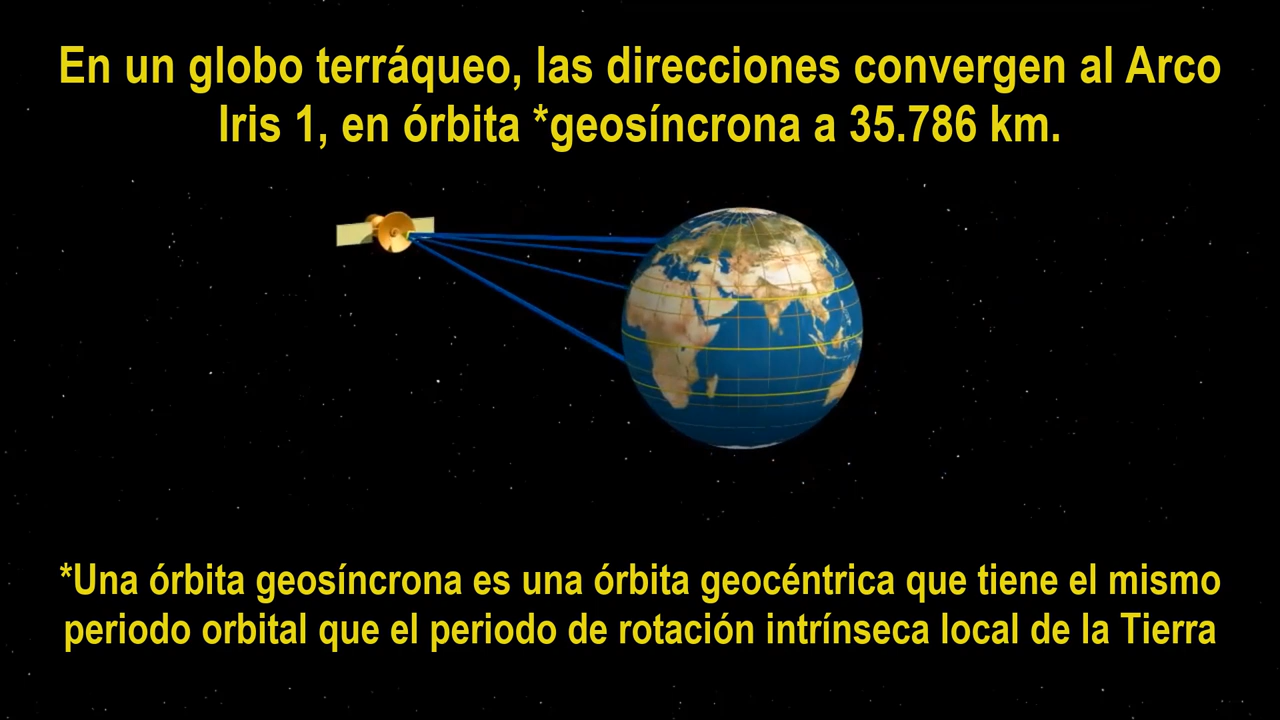 En un globo terráqueo, las direcciones convergen al Arco
Iris 1, en órbita *geosíncrona a 35.786 km.
*Una órbita geosíncrona es una órbita geocéntrica que tiene el mismo
periodo orbital que el periodo de rotación intrínseca local de la Tierra